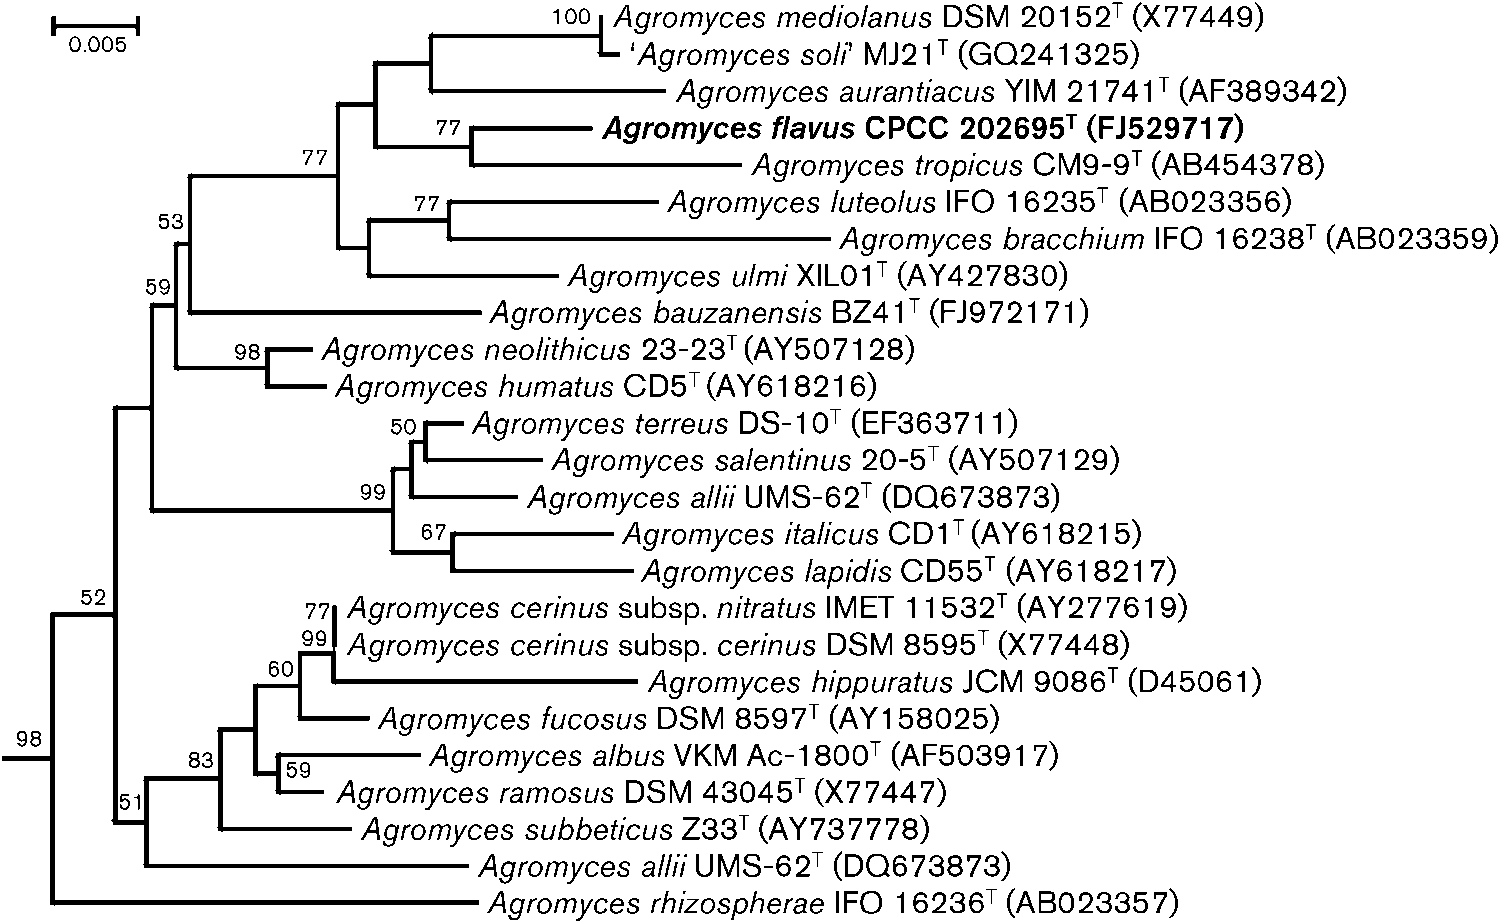 0.005
100
Agromyces mediolanus DSM 20152T (X77449)
'Agromyces soli' MJ21T (GQ241325)
Agromyces aurantiacus YIM 21741T (AF389342)
77
Agromyces flavus CPCC 202695T (FJ529717)
77
Agromyces tropicus CM9-9T (AB454378)
77
Agromyces luteolus IFO 16235T (AB023356)
53
Agromyces bracchium IFO 16238T (AB023359)
Agromyces ulmi XIL01T (AY427830)
59
Agromyces bauzanensis BZ41T (FJ972171)
98
Agromyces neolithicus 23-23T (AY507128)
Agromyces humatus CD5T (AY618216)
50
Agromyces terreus DS-10T (EF363711)
Agromyces salentinus 20-5T (AY507129)
99
Agromyces allii UMS-62T (DQ673873)
67
Agromyces italicus CD1T (AY618215)
Agromyces lapidis CD55T (AY618217)
52
77
Agromyces cerinus subsp. nitratus IMET 11532T (AY277619)
99
Agromyces cerinus subsp. cerinus DSM 8595T (X77448)
60
Agromyces hippuratus JCM 9086T (D45061)
Agromyces fucosus DSM 8597T (AY158025)
98
83
Agromyces albus VKM Ac-1800T (AF503917)
59
Agromyces ramosus DSM 43045T (X77447)
51
Agromyces subbeticus Z33T (AY737778)
Agromyces allii UMS-62T (DQ673873)
Agromyces rhizospherae IFO 16236T (AB023357)